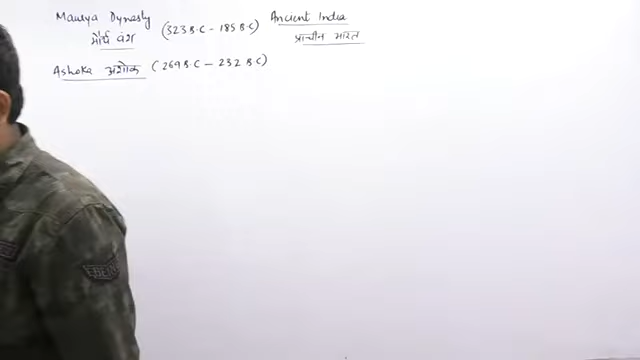 Maurya Dynasty (323 B.C - 185 B.C) Ancient India
मौर्य वंश प्राचीन भारत
Ashoka अशोक (269 B.C - 232 B.C)